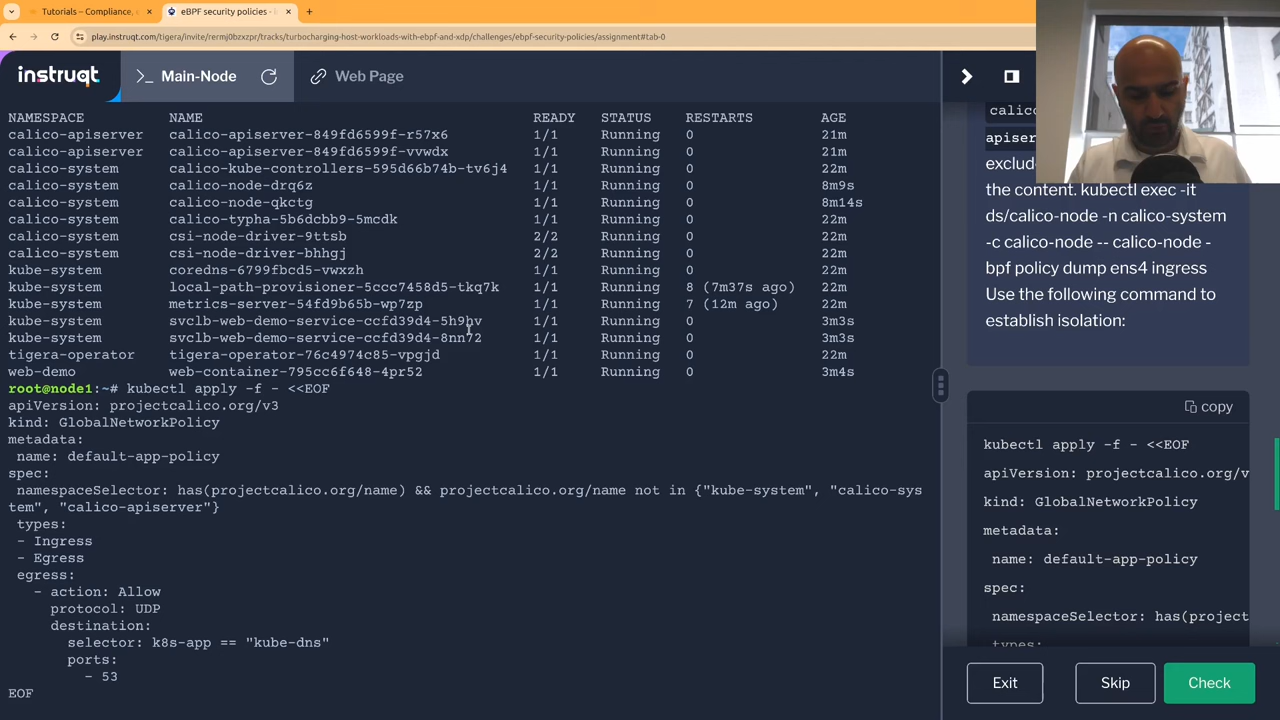 Tutorials – Compliance,
eBPF security policies -
play.instruqt.com/tigera/invite/rermj0bzxzpr/tracks/turbocharging-host-workloads-with-ebpf-and-xdp/challenges/ebpf-security-policies/assignment#tab-0
instruqt
>_ Main-Node
Web Page
NAMESPACE NAME READY STATUS RESTARTS AGE
calico-apiserver calico-apiserver-849fd6599f-r57x6 1/1 Running 0 21m
calico-apiserver calico-apiserver-849fd6599f-vvwdx 1/1 Running 0 21m
calico-system calico-kube-controllers-595d66b74b-tv6j4 1/1 Running 0 22m
calico-system calico-node-drq6z 1/1 Running 0 8m9s
calico-system calico-node-qkctg 1/1 Running 0 8m14s
calico-system calico-typha-5b6dcbb9-5mcdk 1/1 Running 0 22m
calico-system csi-node-driver-9ttsb 2/2 Running 0 22m
calico-system csi-node-driver-bhhgj 2/2 Running 0 22m
kube-system coredns-6799fbcd5-vwxzh 1/1 Running 0 22m
kube-system local-path-provisioner-5ccc7458d5-tkq7k 1/1 Running 8 (7m37s ago) 22m
kube-system metrics-server-54fd9b65b-wp7zp 1/1 Running 7 (12m ago) 22m
kube-system svclb-web-demo-service-ccfd39d4-5h9hv 1/1 Running 0 3m3s
kube-system svclb-web-demo-service-ccfd39d4-8nn72 1/1 Running 0 3m3s
tigera-operator tigera-operator-76c4974c85-vpgjd 1/1 Running 0 22m
web-demo web-container-795cc6f648-4pr52 1/1 Running 0 3m4s
root@node1:~# kubectl apply -f - <<EOF
apiVersion: projectcalico.org/v3
kind: GlobalNetworkPolicy
metadata:
name: default-app-policy
spec:
namespaceSelector: has(projectcalico.org/name) && projectcalico.org/name not in {"kube-system", "calico-sys
tem", "calico-apiserver"}
types:
- Ingress
- Egress
egress:
- action: Allow
protocol: UDP
destination:
selector: k8s-app == "kube-dns"
ports:
- 53
EOF
calico
apiser
exclud
the content. kubectl exec -it
ds/calico-node -n calico-system
-c calico-node -- calico-node -
bpf policy dump ens4 ingress
Use the following command to
establish isolation:
copy
kubectl apply -f - <<EOF
apiVersion: projectcalico.org/v
kind: GlobalNetworkPolicy
metadata:
name: default-app-policy
spec:
namespaceSelector: has(project
types:
Exit
Skip
Check